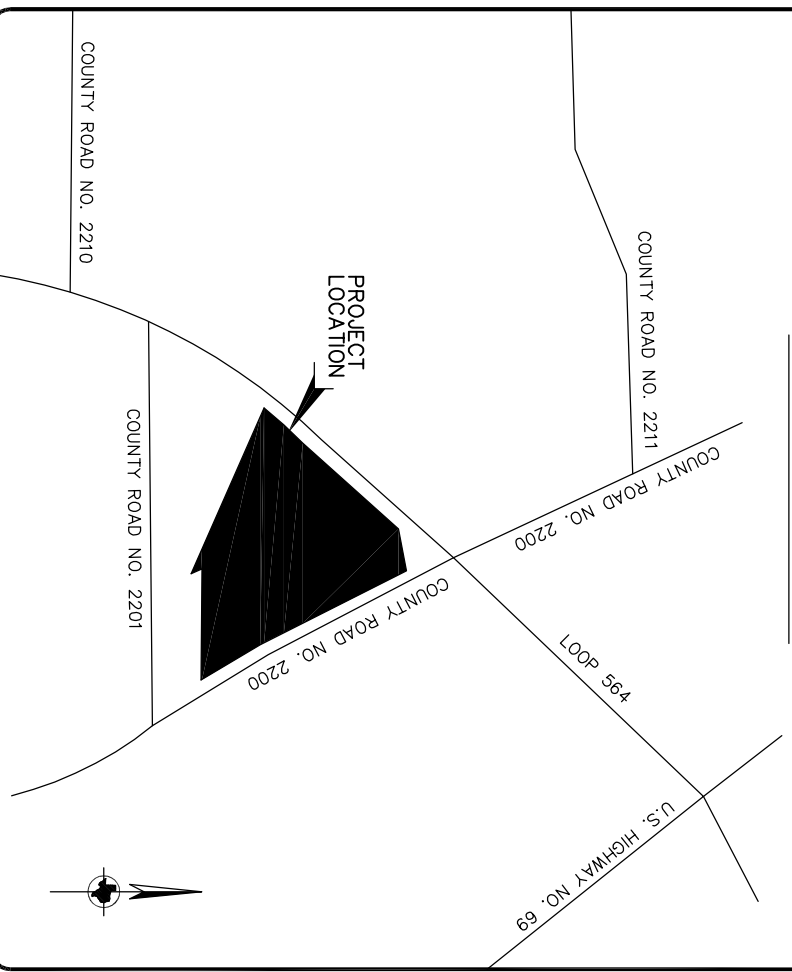 COUNTY ROAD NO. 2211
COUNTY ROAD NO. 2200
LOOP 564
U.S. HIGHWAY NO. 69
PROJECT
LOCATION
COUNTY ROAD NO. 2200
COUNTY ROAD NO. 2201
COUNTY ROAD NO. 2210